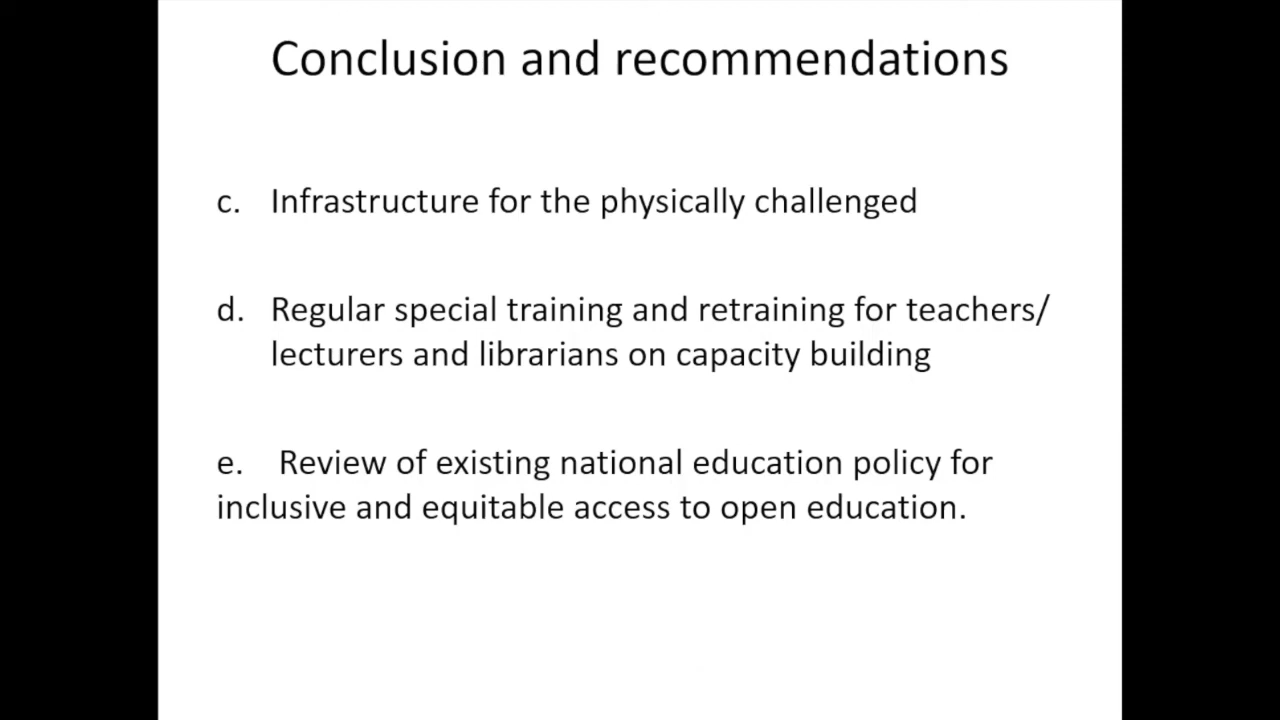 Conclusion and recommendations
c. Infrastructure for the physically challenged
d. Regular special training and retraining for teachers/
lecturers and librarians on capacity building
e. Review of existing national education policy for
inclusive and equitable access to open education.